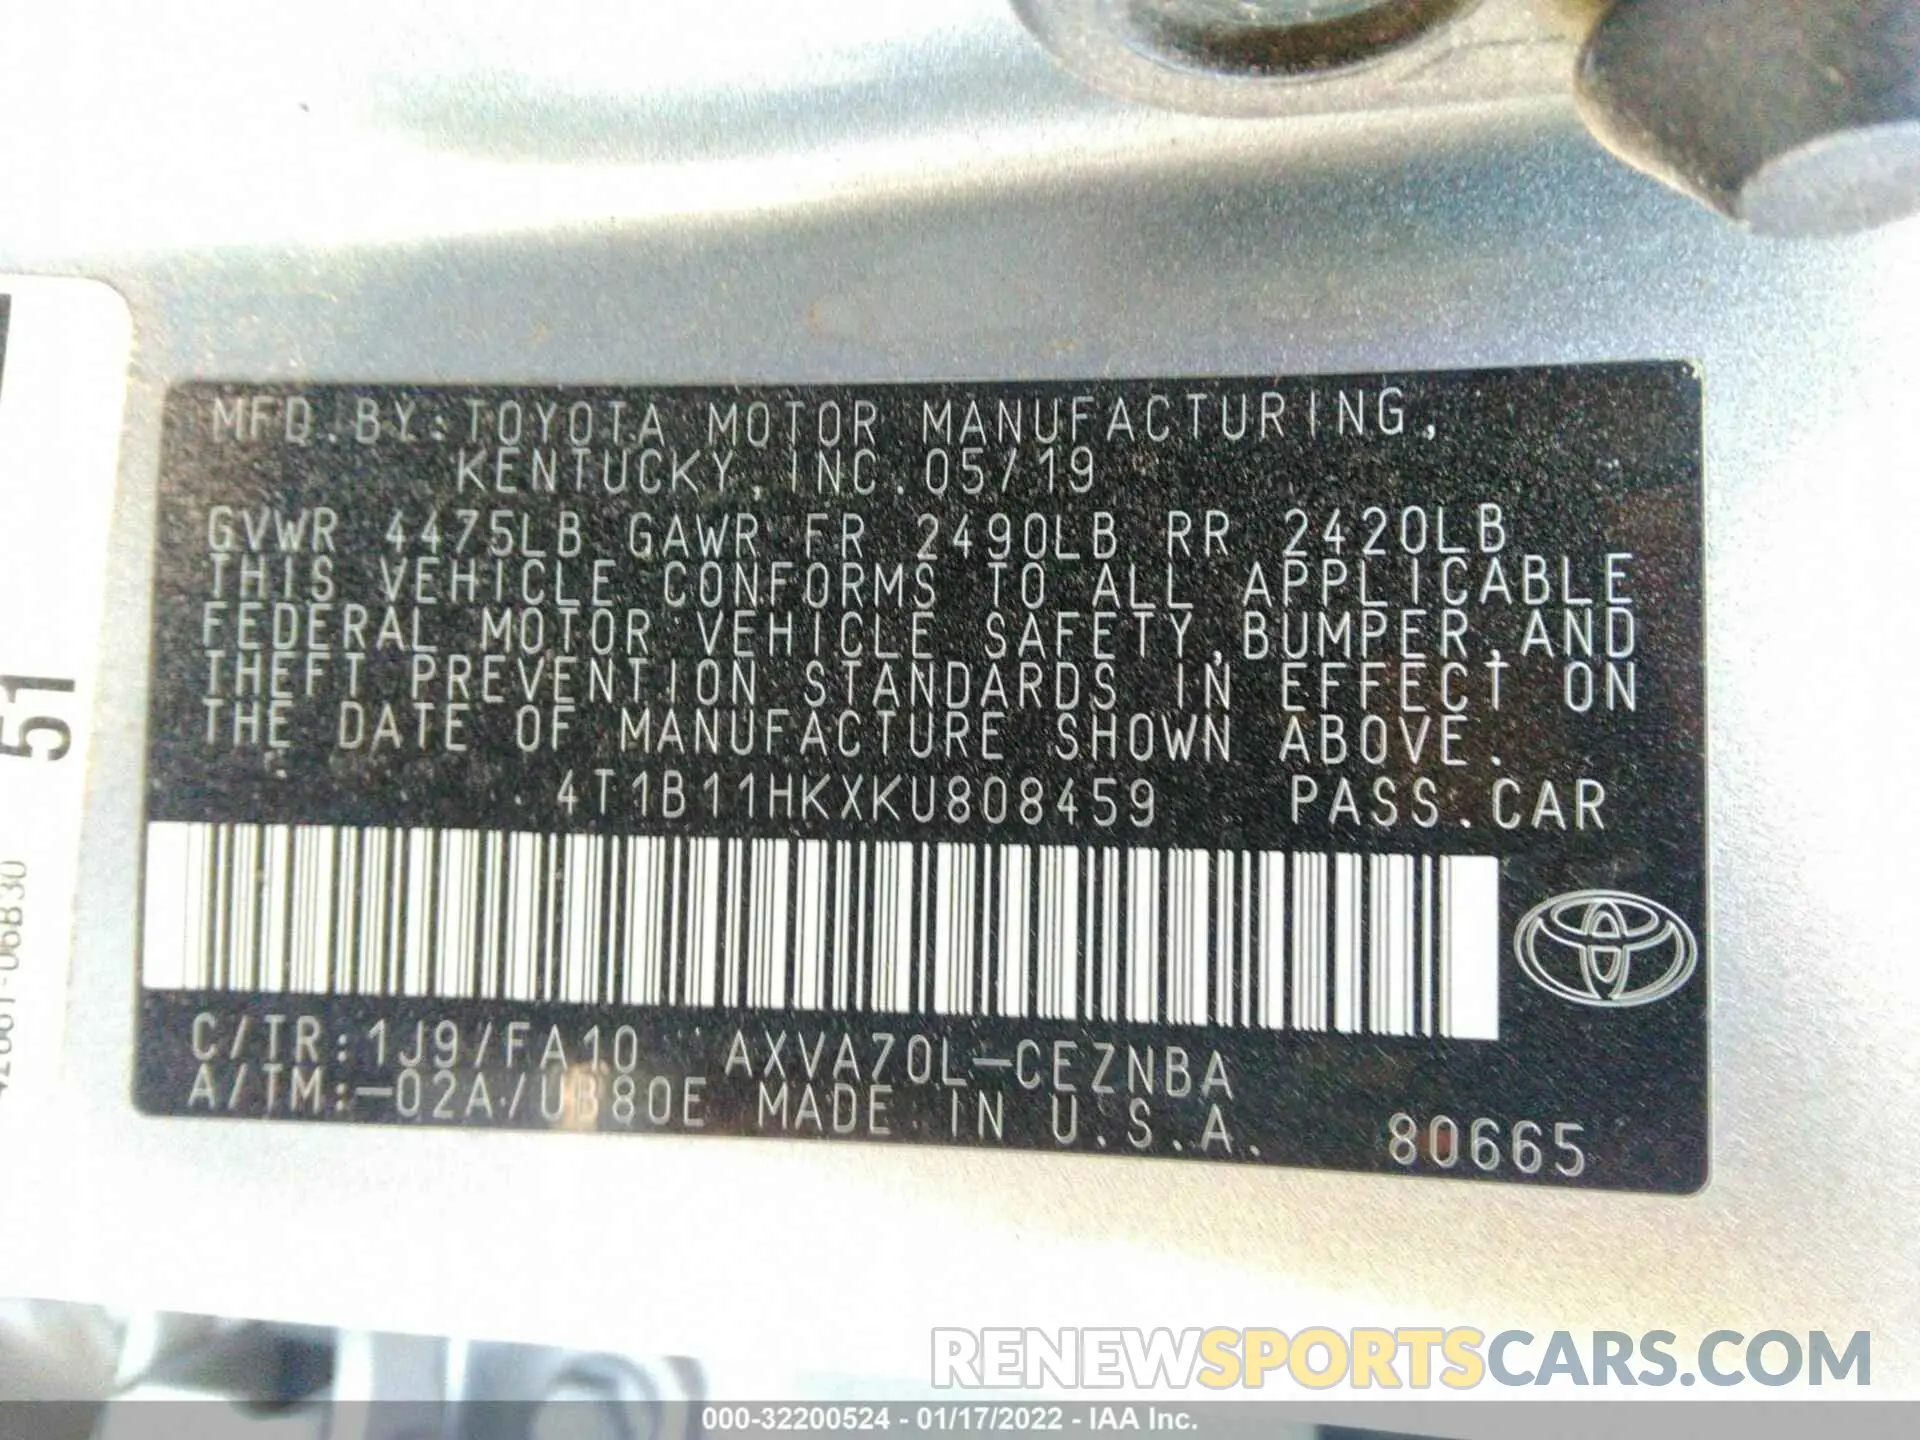 MFD. BY: TOYOTA MOTOR MANUFACTURING,
KENTUCKY, INC. 05/19
GVWR 4475LB GAWR FR 2490LB RR 2420LB
THIS VEHICLE CONFORMS TO ALL APPLICABLE
FEDERAL MOTOR VEHICLE SAFETY, BUMPER, AND
THEFT PREVENTION STANDARDS IN EFFECT ON
THE DATE OF MANUFACTURE SHOWN ABOVE.
4T1B11HKXKU808459 PASS. CAR
C/TR: 1J9/FA10 AXVA70L-CEZNBA
A/TM:-02A/UB80E MADE IN U.S.A.
80665
51
RENEWSPORTSCARS.COM
000-32200524 - 01/17/2022 - IAA Inc.